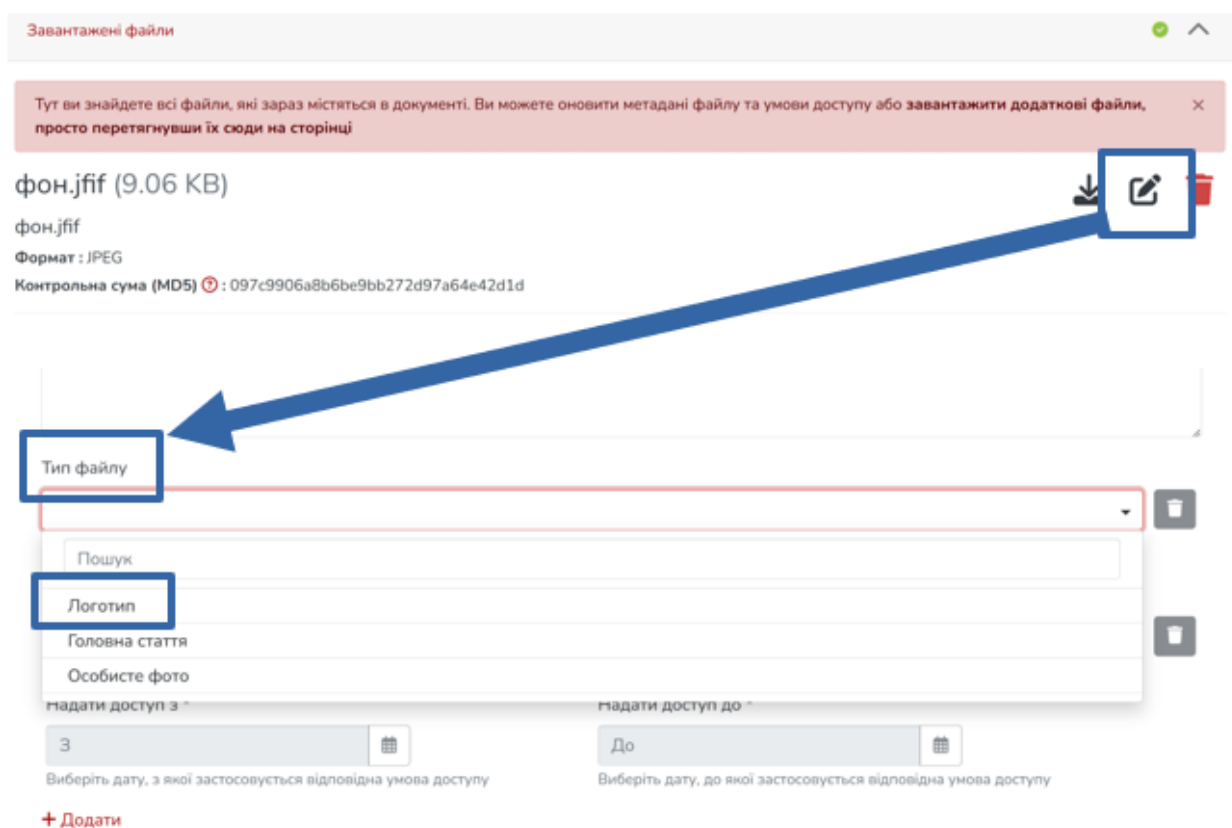 Завантажені файли
Тут ви знайдете всі файли, які зараз містяться в документі. Ви можете оновити метадані файлу та умови доступу або завантажити додаткові файли,
просто перетягнувши їх сюди на сторінці
фон.jfif (9.06 KB)
фон.jfif
Формат : JPEG
Контрольна сума (MD5) : 097c9906a8b6be9bb272d97a64e42d1d
Тип файлу
Пошук
Логотип
Головна стаття
Особисте фото
Надати доступ з *
Надати доступ до *
З
До
Виберіть дату, з якої застосовується відповідна умова доступу
Виберіть дату, до якої застосовується відповідна умова доступу
+ Додати